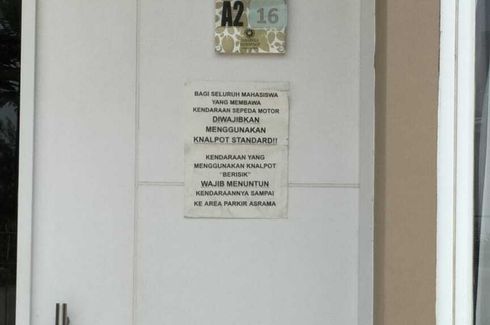 A2 16
BAGI SELURUH MAHASISWA
YANG MEMBAWA
KENDARAAN SEPEDA MOTOR
DIWAJIBKAN
MENGGUNAKAN
KNALPOT STANDARD!!
KENDARAAN YANG
MENGGUNAKAN KNALPOT
"BERISIK"
WAJIB MENUNTUN
KENDARAANNYA SAMPAI
KE AREA PARKIR ASRAMA